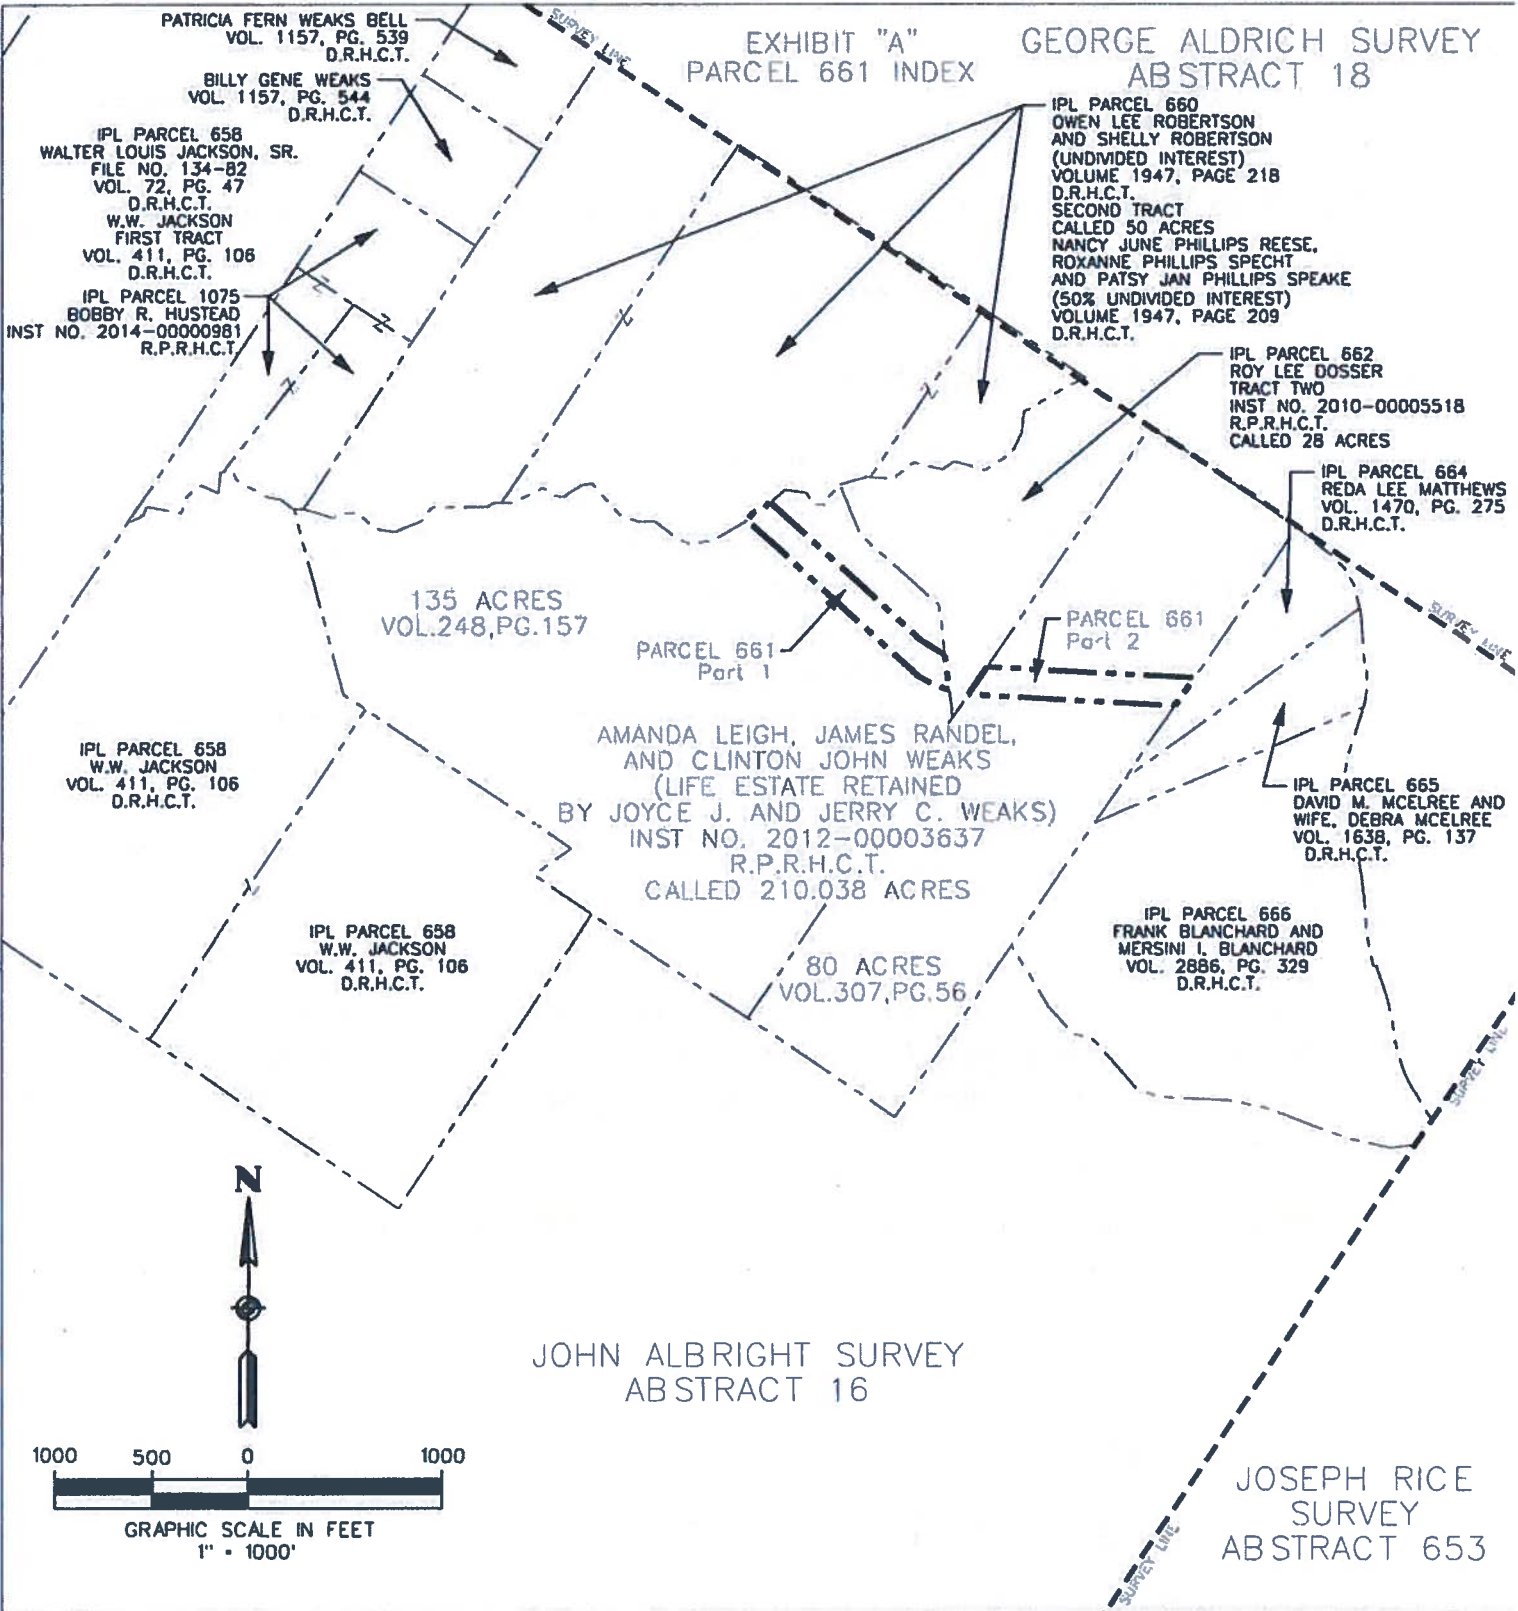 PATRICIA FERN WEAKS BELL
VOL. 1157, PG. 539
D.R.H.C.T.
BILLY GENE WEAKS
VOL. 1157, PG. 544
D.R.H.C.T.
IPL PARCEL 658
WALTER LOUIS JACKSON, SR.
FILE NO. 134-82
VOL. 72, PG. 47
D.R.H.C.T.
W.W. JACKSON
FIRST TRACT
VOL. 411, PG. 106
D.R.H.C.T.
IPL PARCEL 1075
BOBBY R. HUSTEAD
INST NO. 2014-00000981
R.P.R.H.C.T.
SURVEY LINE
EXHIBIT "A"
PARCEL 661 INDEX
GEORGE ALDRICH SURVEY
ABSTRACT 18
IPL PARCEL 660
OWEN LEE ROBERTSON
AND SHELLY ROBERTSON
(UNDIVIDED INTEREST)
VOLUME 1947, PAGE 218
D.R.H.C.T.
SECOND TRACT
CALLED 50 ACRES
NANCY JUNE PHILLIPS REESE,
ROXANNE PHILLIPS SPECHT
AND PATSY JAN PHILLIPS SPEAKE
(50% UNDIVIDED INTEREST)
VOLUME 1947, PAGE 209
D.R.H.C.T.
IPL PARCEL 662
ROY LEE DOSSER
TRACT TWO
INST NO. 2010-00005518
R.P.R.H.C.T.
CALLED 28 ACRES
IPL PARCEL 664
REDA LEE MATTHEWS
VOL. 1470, PG. 275
D.R.H.C.T.
SURVEY LINE
135 ACRES
VOL.248,PG.157
PARCEL 661
Part 1
PARCEL 661
Part 2
AMANDA LEIGH, JAMES RANDEL,
AND CLINTON JOHN WEAKS
(LIFE ESTATE RETAINED
BY JOYCE J. AND JERRY C. WEAKS)
INST NO. 2012-00003637
R.P.R.H.C.T.
CALLED 210.038 ACRES
IPL PARCEL 658
W.W. JACKSON
VOL. 411, PG. 106
D.R.H.C.T.
IPL PARCEL 665
DAVID M. MCELREE AND
WIFE, DEBRA MCELREE
VOL. 1638, PG. 137
D.R.H.C.T.
IPL PARCEL 658
W.W. JACKSON
VOL. 411, PG. 106
D.R.H.C.T.
80 ACRES
VOL.307,PG.56
IPL PARCEL 666
FRANK BLANCHARD AND
MERSINI I. BLANCHARD
VOL. 2886, PG. 329
D.R.H.C.T.
SURVEY LINE
N
JOHN ALBRIGHT SURVEY
ABSTRACT 16
1000 500 0 1000
GRAPHIC SCALE IN FEET
1" = 1000'
JOSEPH RICE
SURVEY
ABSTRACT 653
SURVEY LINE